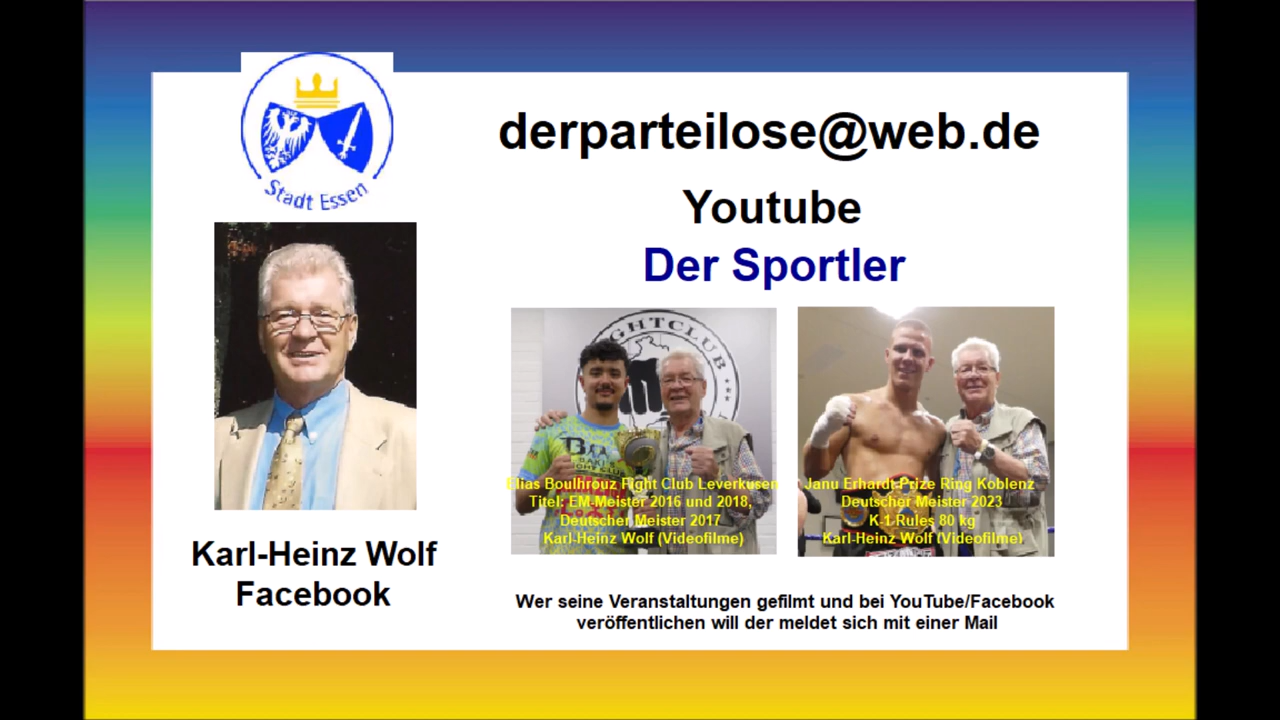 Stadt Essen
derparteilose@web.de
Youtube
Der Sportler
Karl-Heinz Wolf
Facebook
FIGHTCLUB
Elias Boulhrouz Fight Club Leverkusen
Titel: EM-Meister 2016 und 2018,
Deutscher Meister 2017
Karl-Heinz Wolf (Videofilme)
Janu Erhardt Prize Ring Koblenz
Deutscher Meister 2023
K-1 Rules 80 kg
Karl-Heinz Wolf (Videofilme)
Wer seine Veranstaltungen gefilmt und bei YouTube/Facebook
veröffentlichen will der meldet sich mit einer Mail